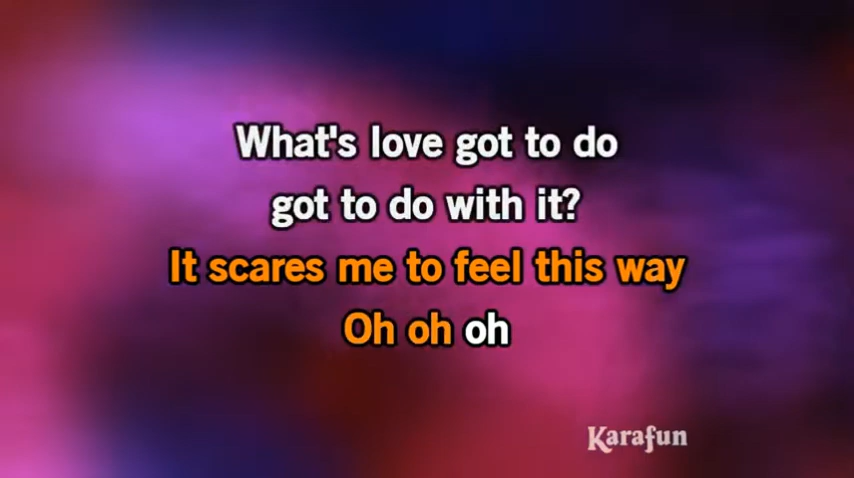 What's love got to do
got to do with it?
It scares me to feel this way
Oh oh oh
Karafun